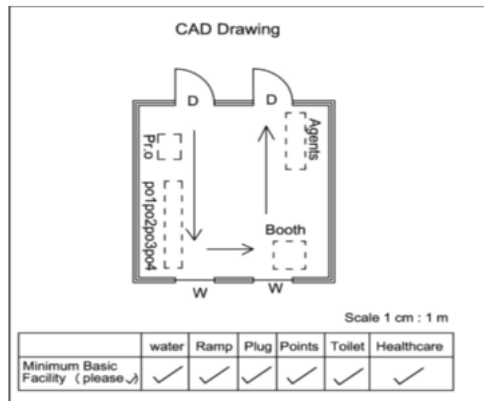 CAD Drawing
D D
Pr.o
Agents
po1po2po3po4
Booth
W W
Scale 1 cm : 1 m
water Ramp Plug Points Toilet Healthcare
Minimum Basic
Facility (please ✓) ✓ ✓ ✓ ✓ ✓ ✓